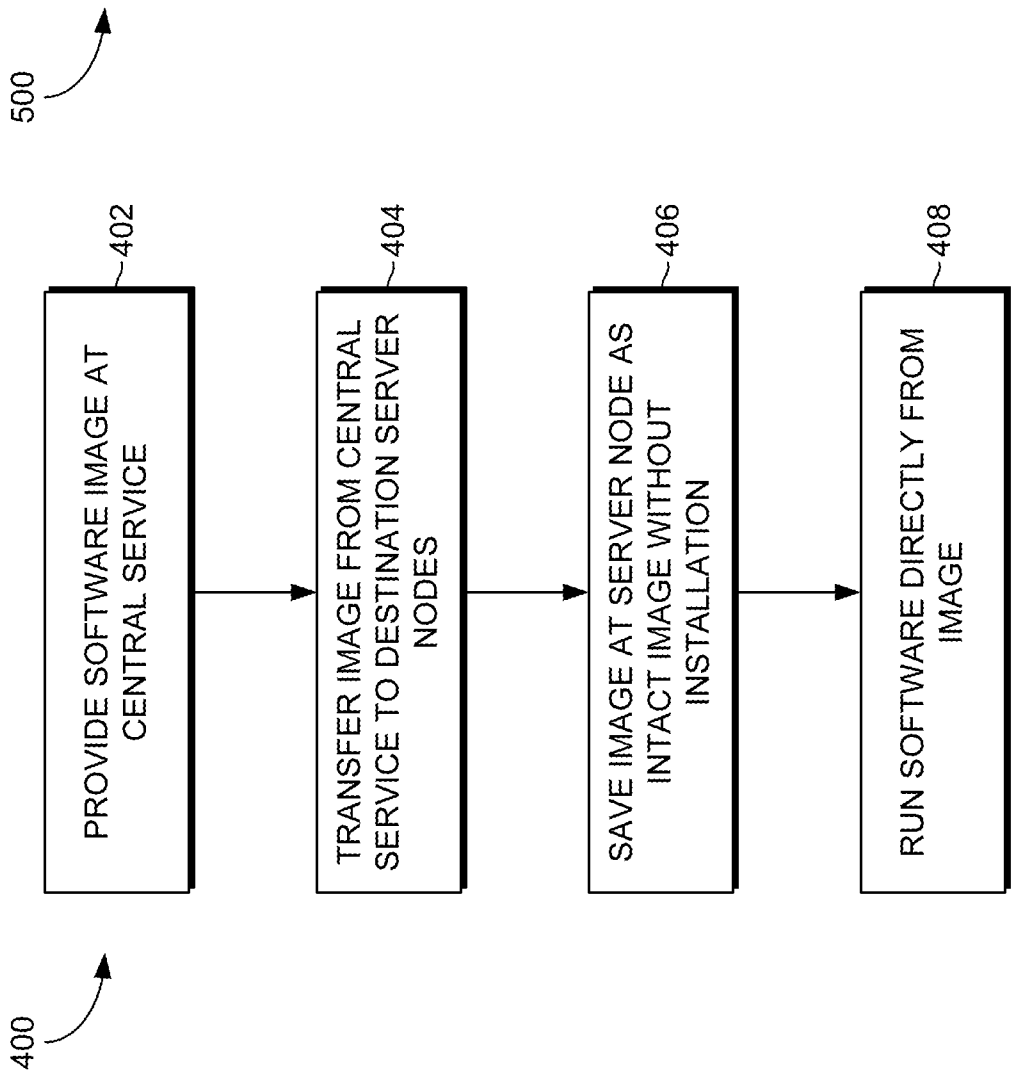 400
500
PROVIDE SOFTWARE IMAGE AT
CENTRAL SERVICE
402
TRANSFER IMAGE FROM CENTRAL
SERVICE TO DESTINATION SERVER
NODES
404
SAVE IMAGE AT SERVER NODE AS
INTACT IMAGE WITHOUT
INSTALLATION
406
RUN SOFTWARE DIRECTLY FROM
IMAGE
408